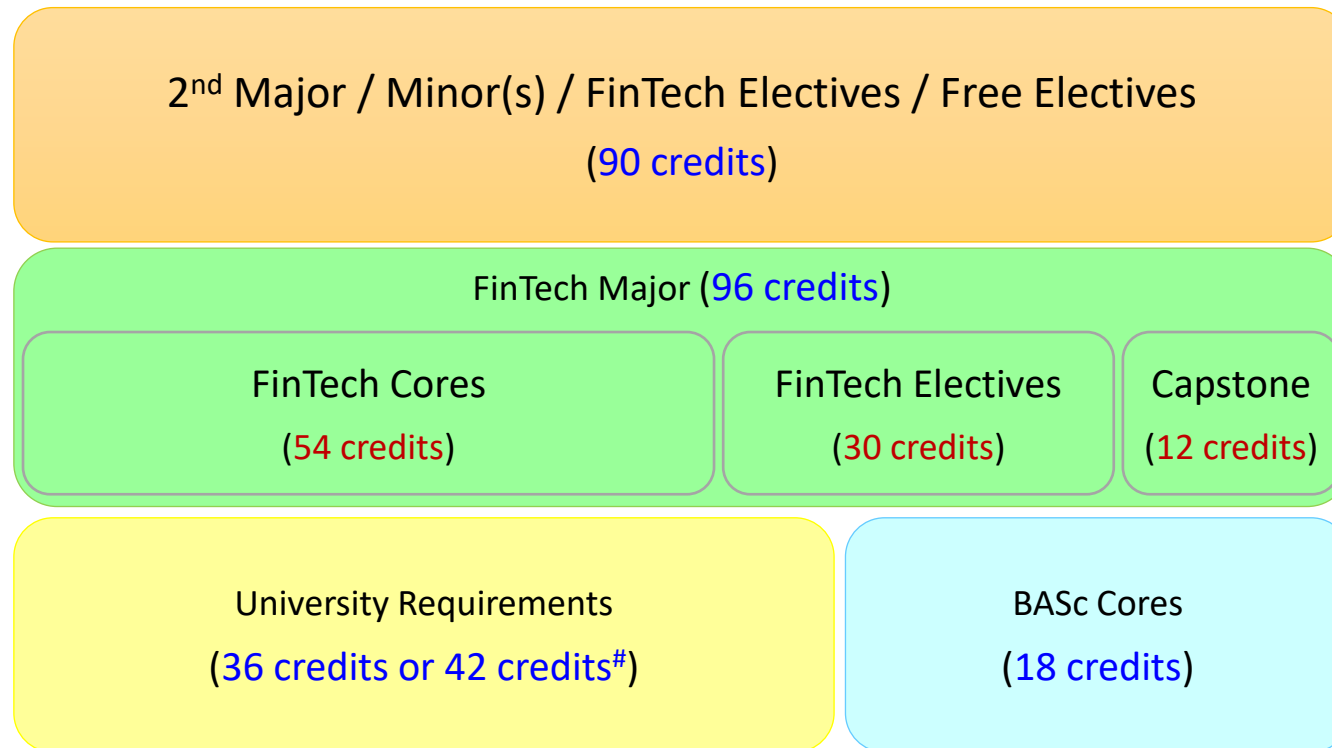 2nd Major / Minor(s) / FinTech Electives / Free Electives
(90 credits)
FinTech Major (96 credits)
FinTech Cores
(54 credits)
FinTech Electives
(30 credits)
Capstone
(12 credits)
University Requirements
(36 credits or 42 credits#)
BASc Cores
(18 credits)